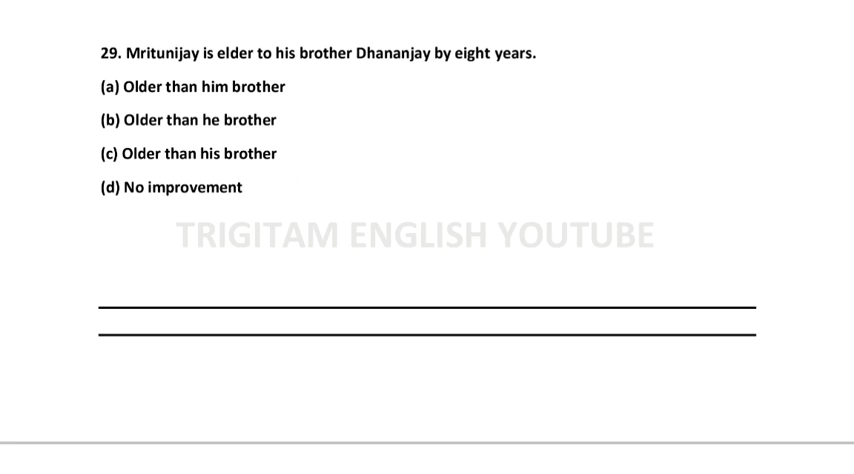 29. Mritunijay is elder to his brother Dhananjay by eight years.
(a) Older than him brother
(b) Older than he brother
(c) Older than his brother
(d) No improvement
TRIGITAM ENGLISH YOUTUBE